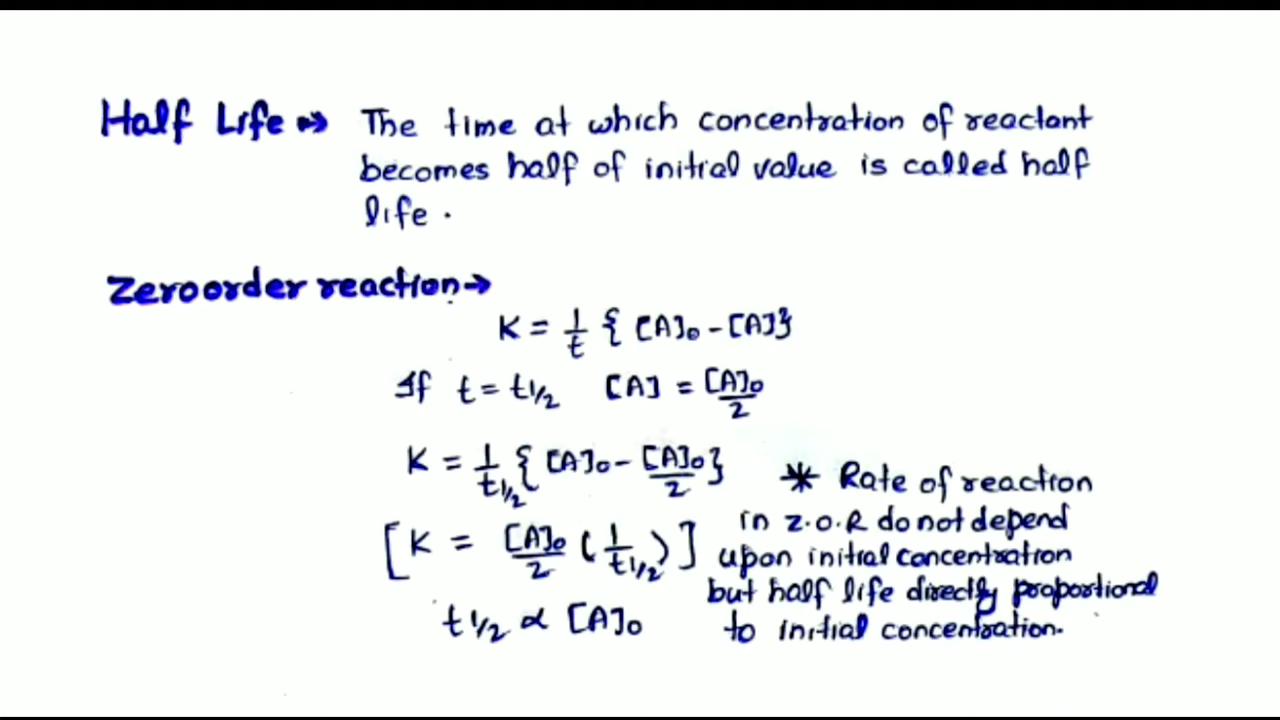 Half Life →→ The time at which concentration of reactant
becomes half of initial value is called half
life .
Zero order reaction →
K = 1/t { [A]₀ - [A] }
If t = t1/2 [A] = [A]₀/2
K = 1/t1/2 { [A]₀ - [A]₀/2 }
[ K = [A]₀/2 ( 1/t1/2 ) ]
t1/2 ∝ [A]₀
* Rate of reaction
in Z.O.R do not depend
upon initial concentration
but half life directly proportional
to initial concentration.